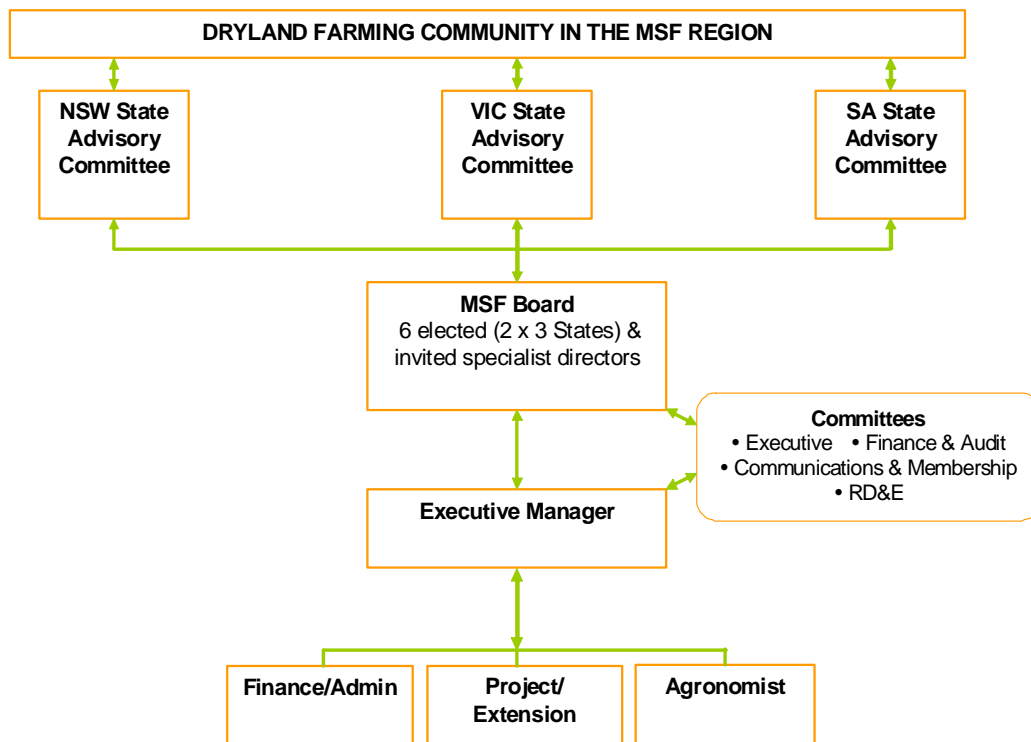 DRYLAND FARMING COMMUNITY IN THE MSF REGION
NSW State
Advisory
Committee
VIC State
Advisory
Committee
SA State
Advisory
Committee
MSF Board
6 elected (2 x 3 States) &
invited specialist directors
Committees
• Executive • Finance & Audit
• Communications & Membership
• RD&E
Executive Manager
Finance/Admin
Project/
Extension
Agronomist